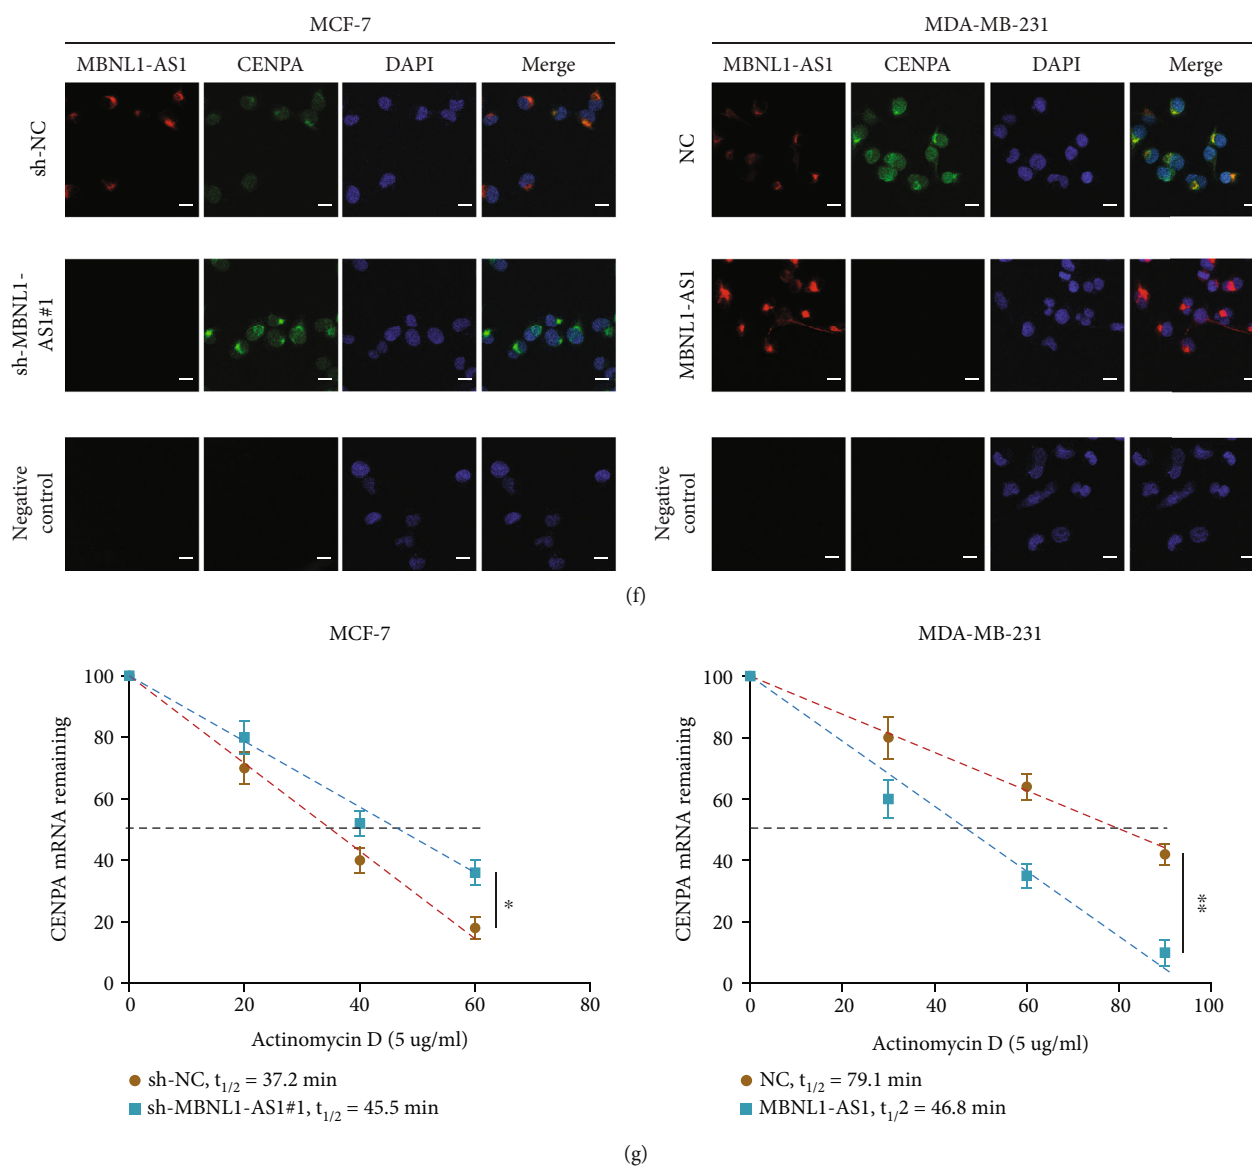 MCF-7
MBNL1-AS1 CENPA DAPI Merge
sh-NC
sh-MBNL1-
AS1#1
Negative
control
MDA-MB-231
MBNL1-AS1 CENPA DAPI Merge
NC
MBNL1-AS1
Negative
control
(f)
MCF-7
CENPA mRNA remaining
100
80
60
40
20
0
*
0 20 40 60 80
Actinomycin D (5 ug/ml)
sh-NC, t1/2 = 37.2 min
sh-MBNL1-AS1#1, t1/2 = 45.5 min
MDA-MB-231
CENPA mRNA remaining
100
80
60
40
20
0
**
0 20 40 60 80 100
Actinomycin D (5 ug/ml)
NC, t1/2 = 79.1 min
MBNL1-AS1, t1/2 = 46.8 min
(g)